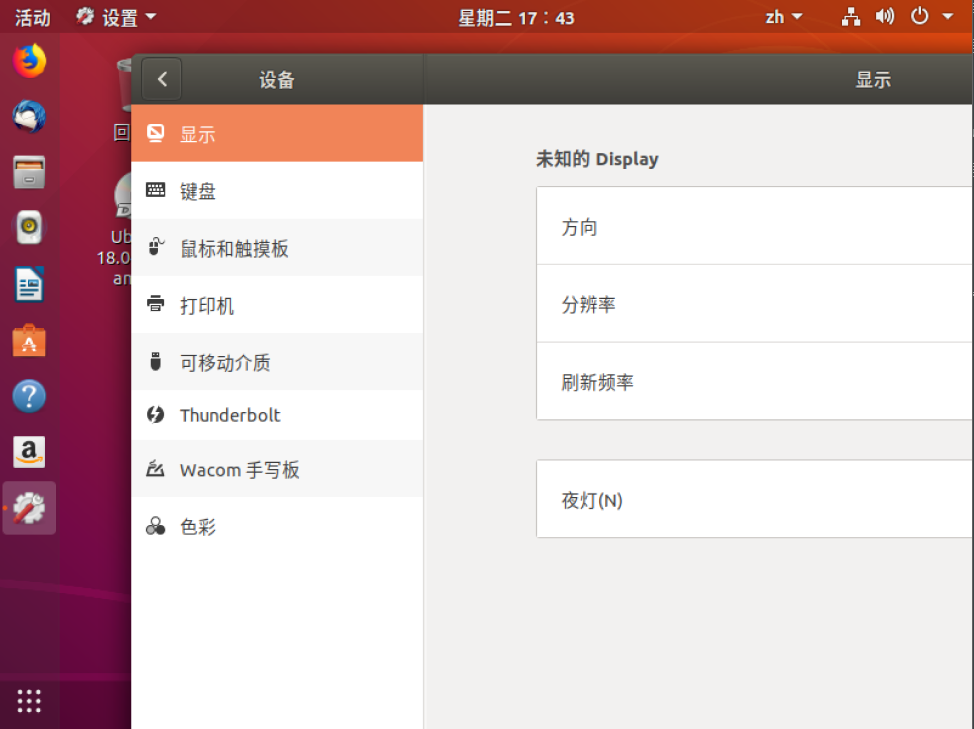 活动
设置
星期二 17：43
zh
设备
显示
回
Ub
18.0
an
显示
键盘
鼠标和触摸板
打印机
可移动介质
Thunderbolt
Wacom 手写板
色彩
未知的 Display
方向
分辨率
刷新频率
夜灯(N)